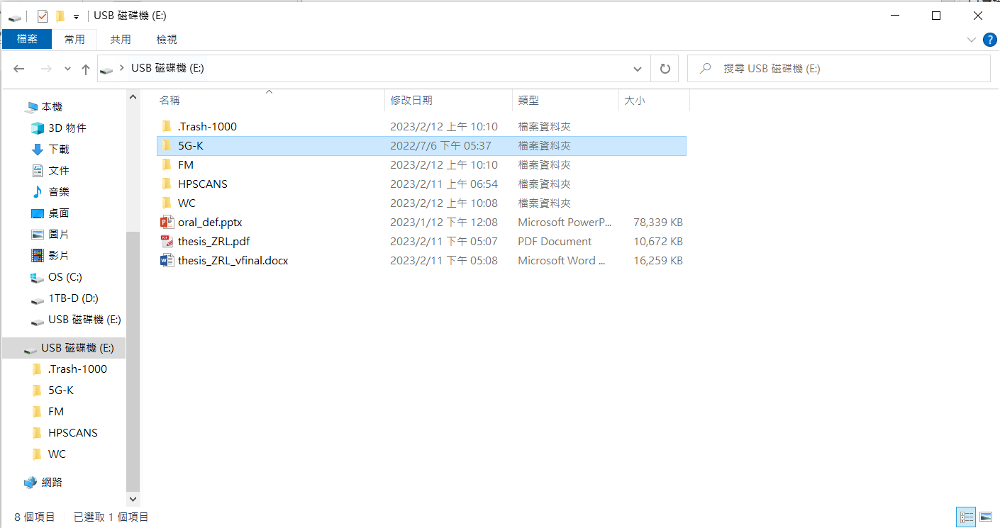 USB 磁碟機 (E:)
檔案 常用 共用 檢視
USB 磁碟機 (E:) 搜尋 USB 磁碟機 (E:)
本機
3D 物件
下載
文件
音樂
桌面
圖片
影片
OS (C:)
1TB-D (D:)
USB 磁碟機 (E:)
USB 磁碟機 (E:)
.Trash-1000
5G-K
FM
HPSCANS
WC
網路
名稱 修改日期 類型 大小
.Trash-1000 2023/2/12 上午 10:10 檔案資料夾
5G-K 2022/7/6 下午 05:37 檔案資料夾
FM 2023/2/12 上午 10:10 檔案資料夾
HPSCANS 2023/2/11 上午 06:54 檔案資料夾
WC 2023/2/12 上午 10:08 檔案資料夾
oral_def.pptx 2023/1/12 下午 12:08 Microsoft PowerP... 78,339 KB
thesis_ZRL.pdf 2023/2/11 下午 05:07 PDF Document 10,672 KB
thesis_ZRL_vfinal.docx 2023/2/11 下午 05:08 Microsoft Word ... 16,259 KB
8 個項目 已選取 1 個項目